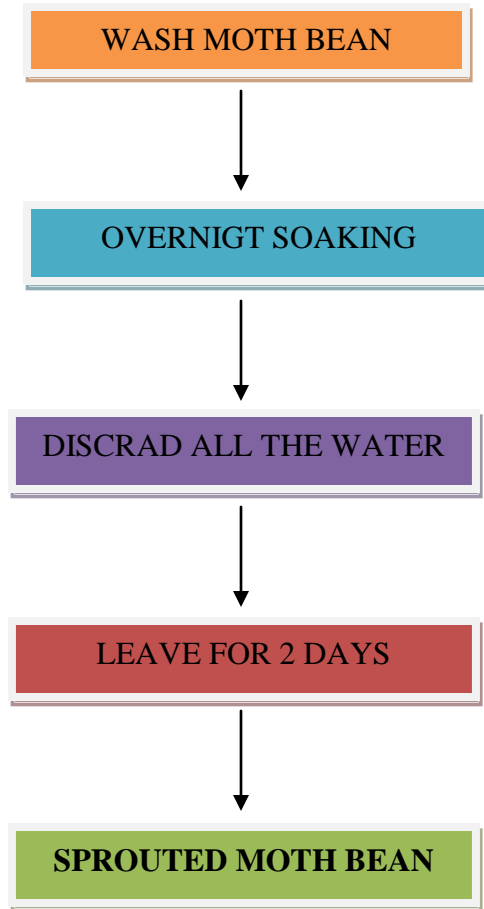 WASH MOTH BEAN
OVERNIGT SOAKING
DISCRAD ALL THE WATER
LEAVE FOR 2 DAYS
SPROUTED MOTH BEAN